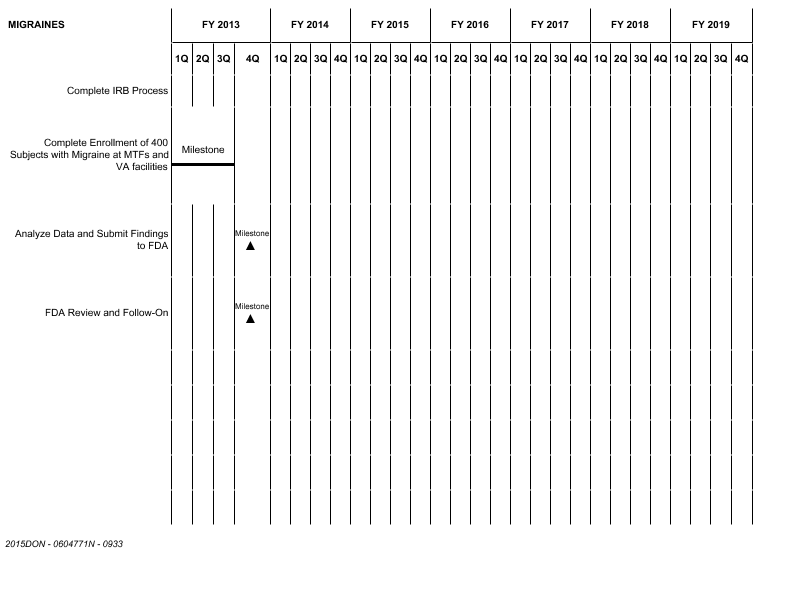 MIGRAINES FY 2013 FY 2014 FY 2015 FY 2016 FY 2017 FY 2018 FY 2019
1Q 2Q 3Q 4Q 1Q 2Q 3Q 4Q 1Q 2Q 3Q 4Q 1Q 2Q 3Q 4Q 1Q 2Q 3Q 4Q 1Q 2Q 3Q 4Q 1Q 2Q 3Q 4Q
Complete IRB Process
Complete Enrollment of 400
Subjects with Migraine at MTFs and
VA facilities
Milestone
Analyze Data and Submit Findings
to FDA
Milestone
FDA Review and Follow-On
Milestone
2015DON - 0604771N - 0933